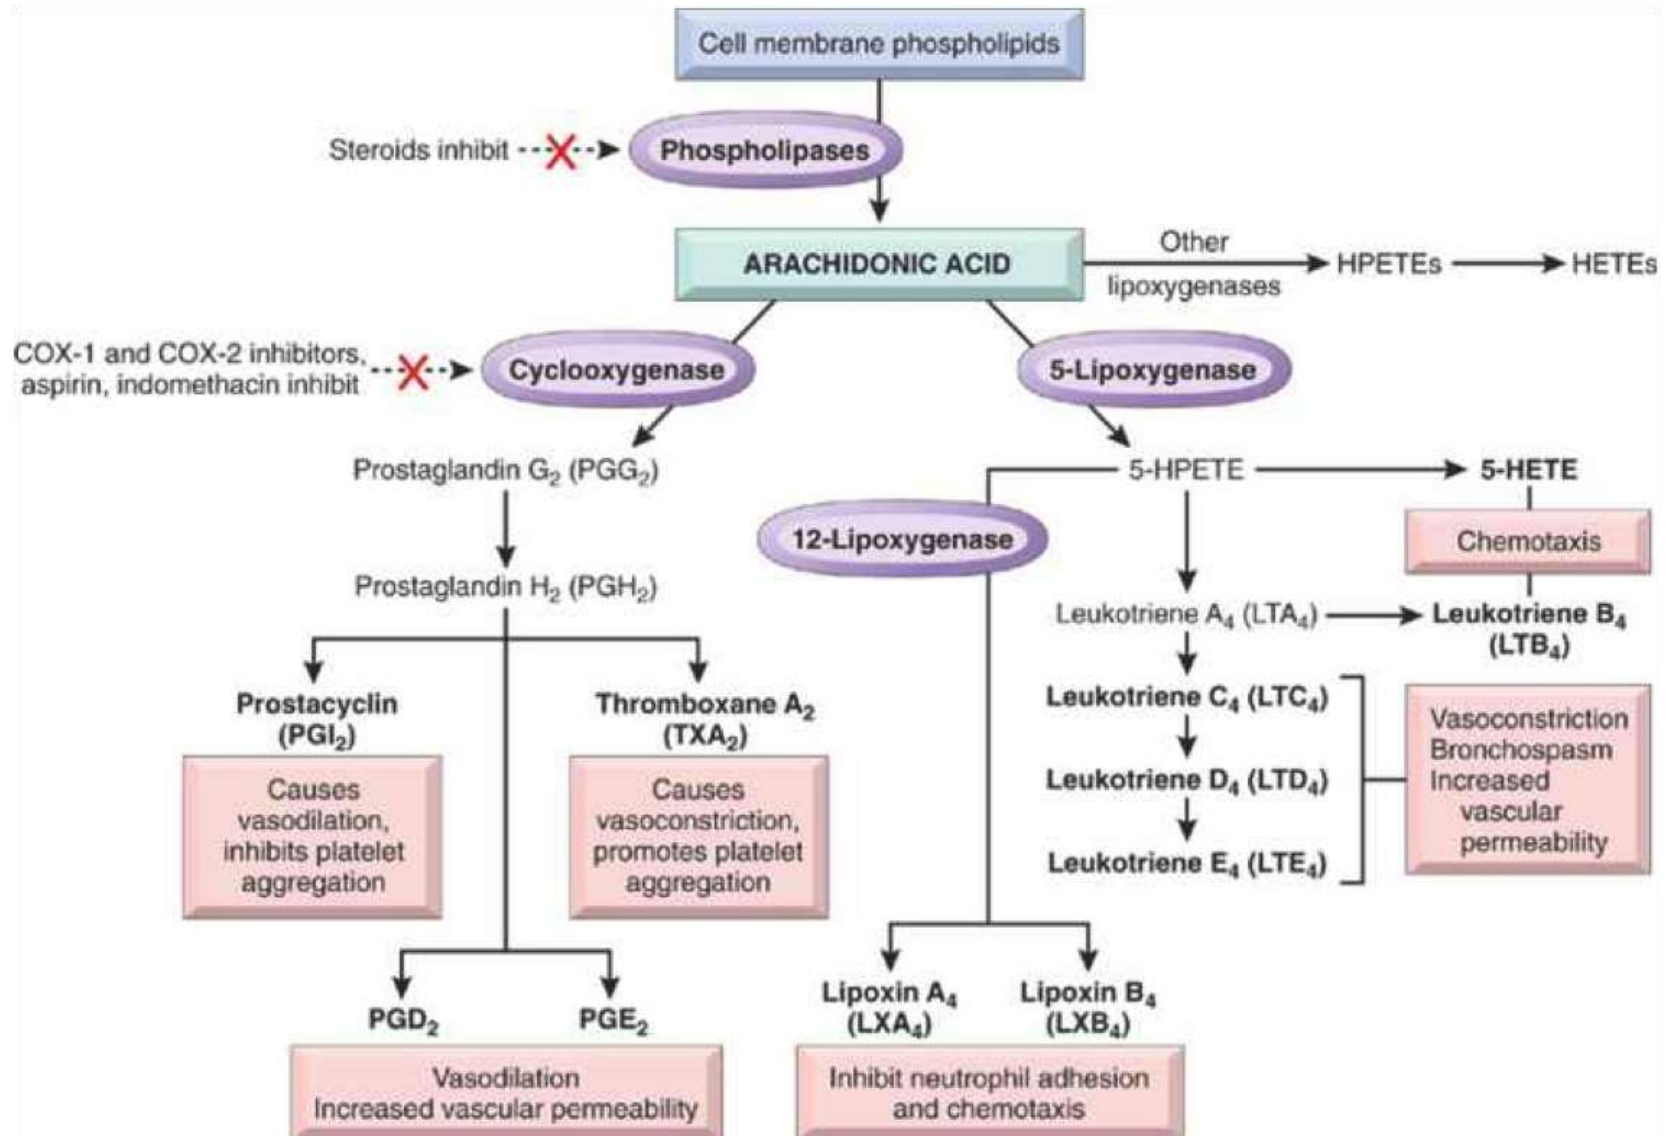 Cell membrane phospholipids
Steroids inhibit
Phospholipases
ARACHIDONIC ACID
Other
lipoxygenases
HPETEs
HETEs
COX-1 and COX-2 inhibitors,
aspirin, indomethacin inhibit
Cyclooxygenase
5-Lipoxygenase
Prostaglandin G₂ (PGG₂)
5-HPETE
5-HETE
12-Lipoxygenase
Chemotaxis
Prostaglandin H₂ (PGH₂)
Leukotriene A₄ (LTA₄)
Leukotriene B₄
(LTB₄)
Prostacyclin
(PGI₂)
Thromboxane A₂
(TXA₂)
Leukotriene C₄ (LTC₄)
Leukotriene D₄ (LTD₄)
Leukotriene E₄ (LTE₄)
Vasoconstriction
Bronchospasm
Increased
vascular
permeability
Causes
vasodilation,
inhibits platelet
aggregation
Causes
vasoconstriction,
promotes platelet
aggregation
PGD₂
PGE₂
Vasodilation
Increased vascular permeability
Lipoxin A₄
(LXA₄)
Lipoxin B₄
(LXB₄)
Inhibit neutrophil adhesion
and chemotaxis